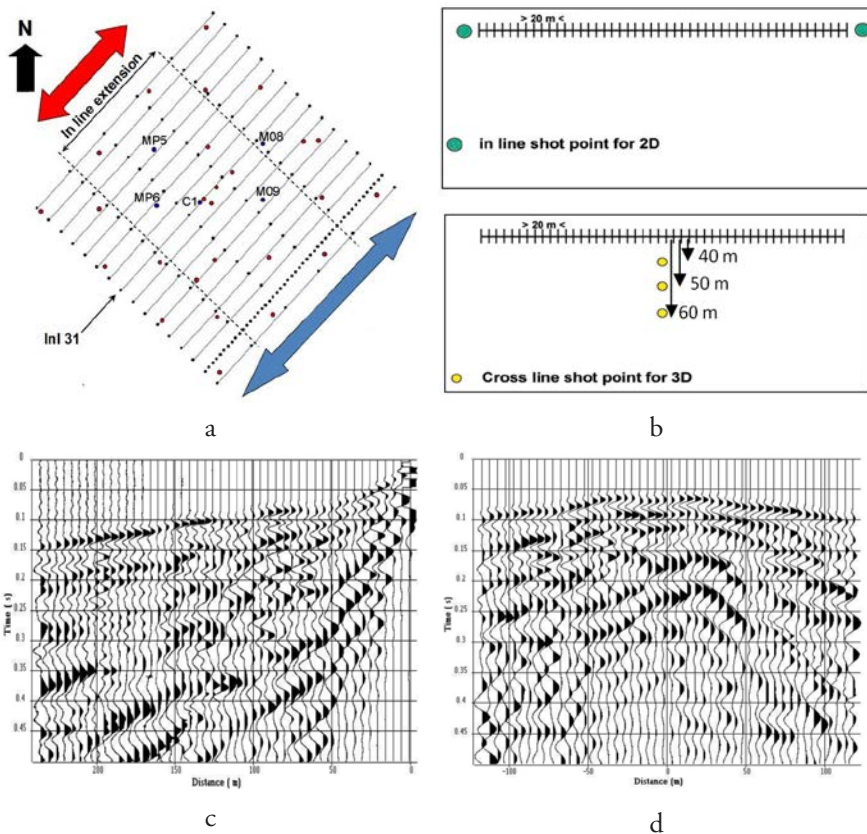 N
In line extension
MP5
M08
MP6
C1
M09
Inl 31
a
> 20 m <
in line shot point for 2D
> 20 m <
40 m
50 m
60 m
Cross line shot point for 3D
b
0
0.05
0.1
0.15
0.2
0.25
0.3
0.35
0.4
0.45
Time ( s)
200 150 100 50 0
Distance ( m)
c
0
0.05
0.1
0.15
0.2
0.25
0.3
0.35
0.4
0.45
Time ( s)
-100 -50 0 50 100
Distance (m)
d